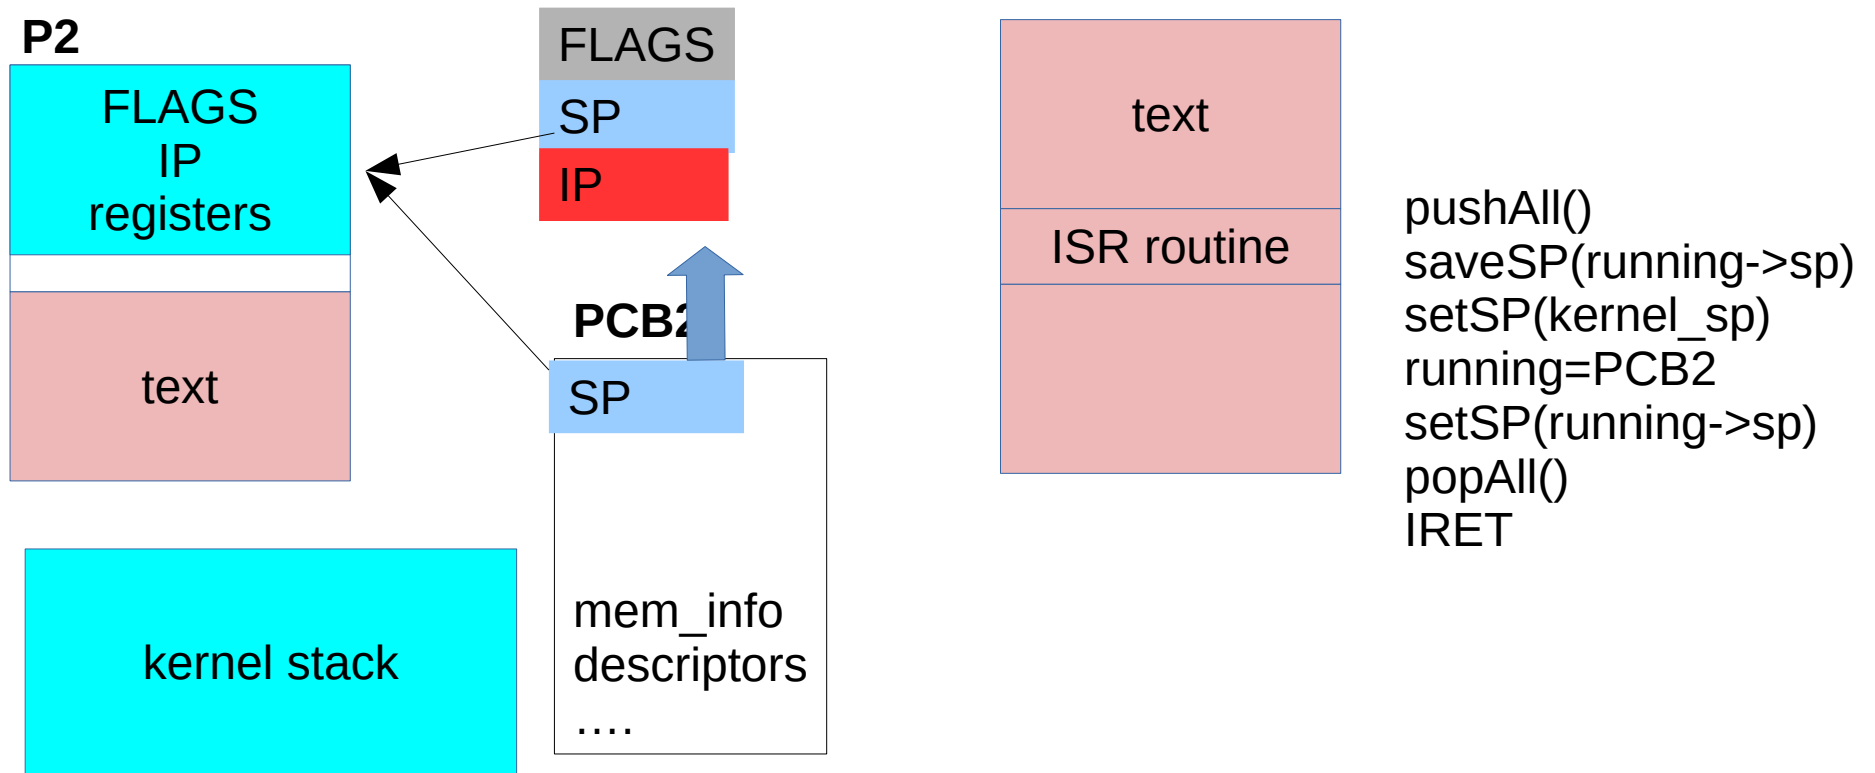 P2
FLAGS
IP
registers
text
kernel stack
FLAGS
SP
IP
PCB2
SP
mem_info
descriptors
….
text
ISR routine
pushAll()
saveSP(running->sp)
setSP(kernel_sp)
running=PCB2
setSP(running->sp)
popAll()
IRET